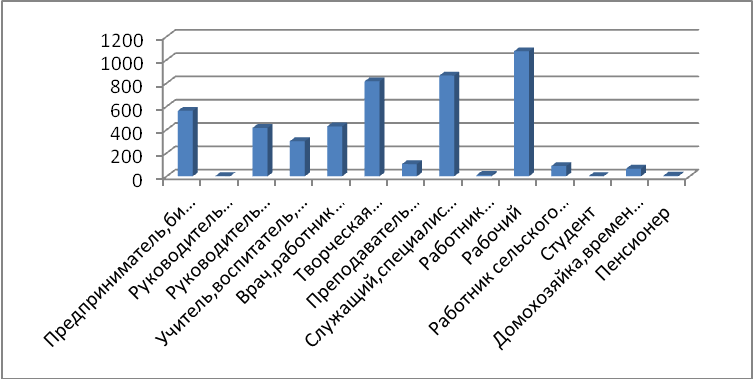 1200
1000
800
600
400
200
0
Предприниматель,би...
Руководитель...
Руководитель...
Учитель,воспитатель,...
Врач,работник...
Творческая...
Преподаватель...
Служащий,специалис...
Работник...
Рабочий
Работник сельского...
Студент
Домохозяйка,времен...
Пенсионер